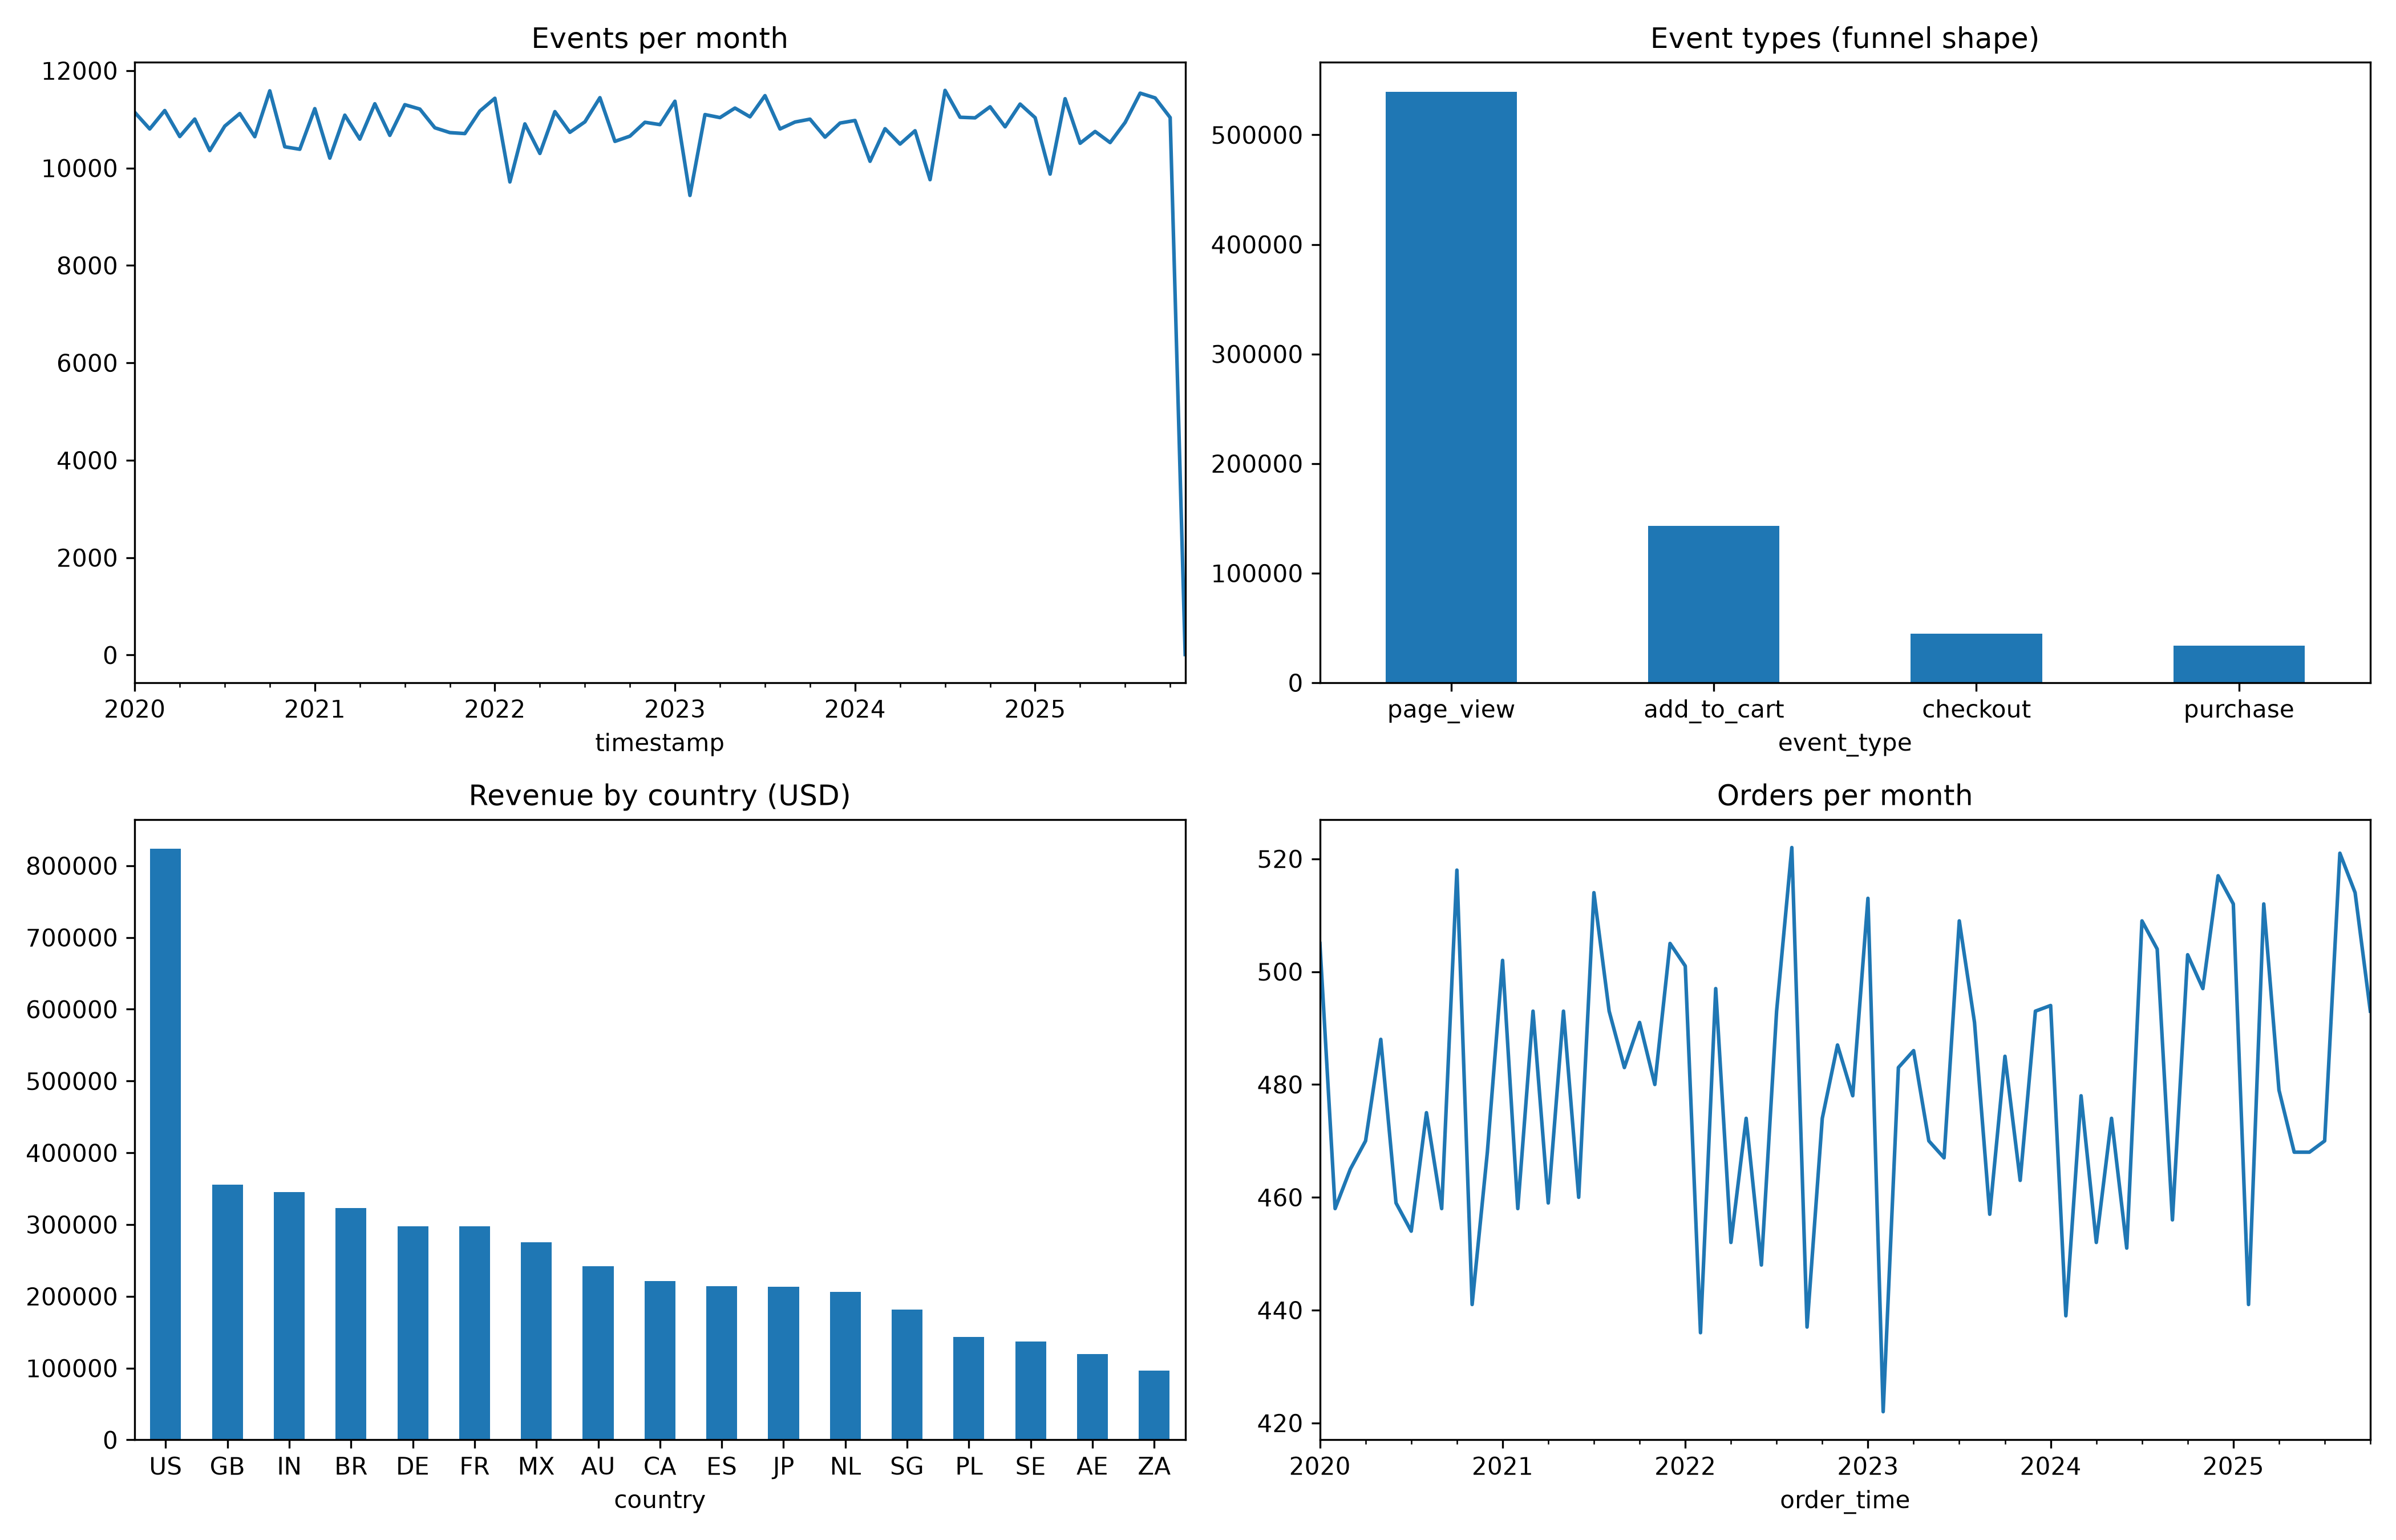 Events per month
12000
10000
8000
6000
4000
2000
0
2020 2021 2022 2023 2024 2025
timestamp
Event types (funnel shape)
500000
400000
300000
200000
100000
0
page_view add_to_cart checkout purchase
event_type
Revenue by country (USD)
800000
700000
600000
500000
400000
300000
200000
100000
0
US GB IN BR DE FR MX AU CA ES JP NL SG PL SE AE ZA
country
Orders per month
520
500
480
460
440
420
2020 2021 2022 2023 2024 2025
order_time